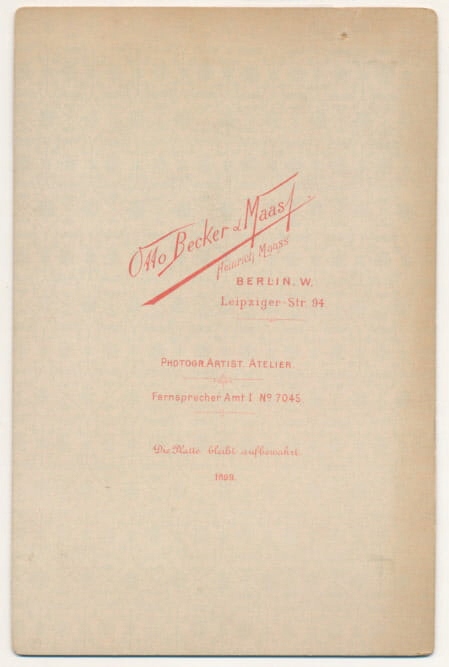 Otto Becker & Maass
Heinrich Maass
BERLIN. W.
Leipziger-Str. 94.
PHOTOGR. ARTIST. ATELIER.
Fernsprecher Amt I Nº 7045.
Die Platte bleibt aufbewahrt.
1899.